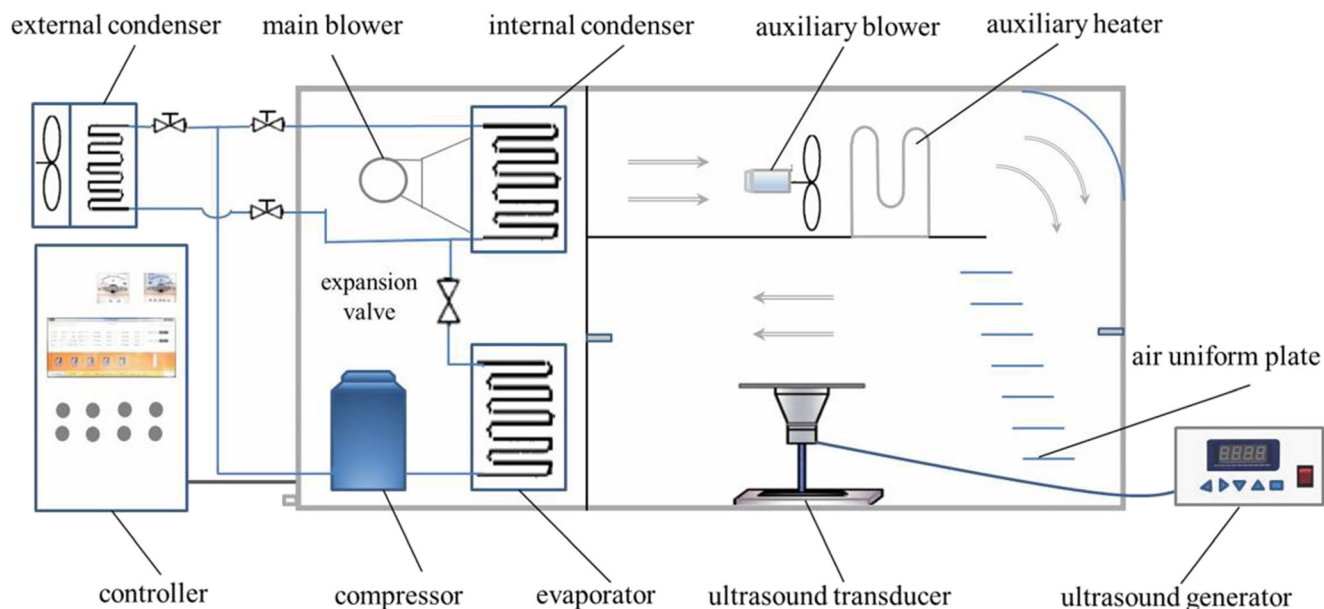 external condenser
main blower
internal condenser
auxiliary blower
auxiliary heater
expansion
valve
air uniform plate
8888
controller
compressor
evaporator
ultrasound transducer
ultrasound generator